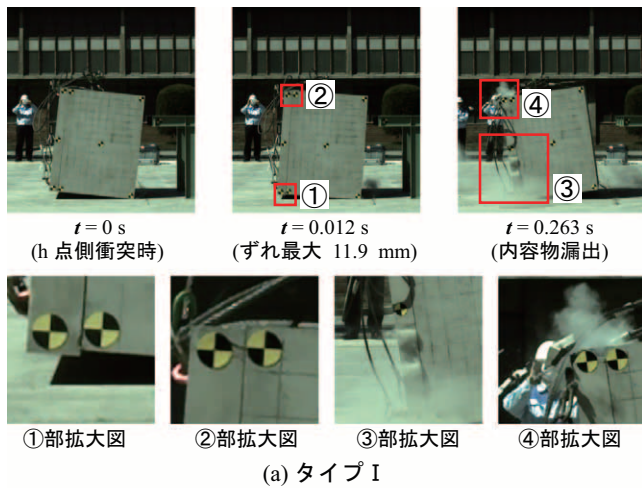 ②
④
①
③
t = 0 s
(h 点側衝突時)
t = 0.012 s
(ずれ最大 11.9 mm)
t = 0.263 s
(内容物漏出)
①部拡大図
②部拡大図
③部拡大図
④部拡大図
(a) タイプ I